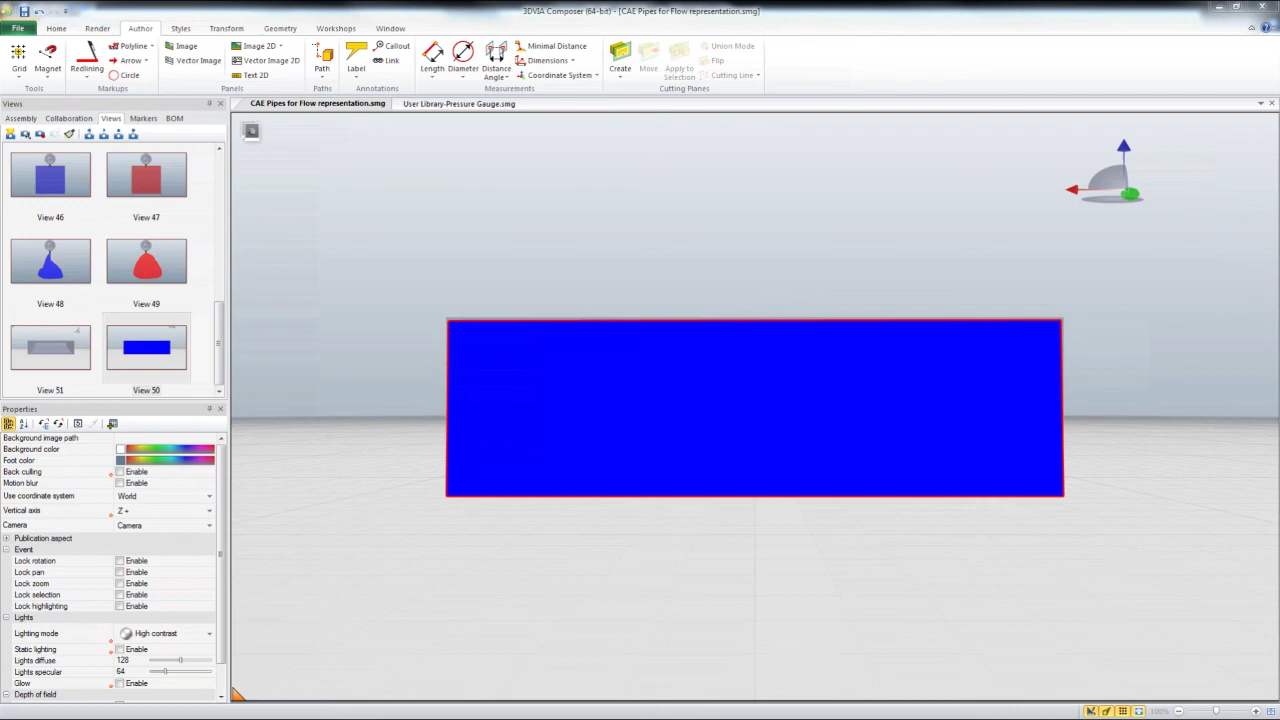 3DVIA Composer (64-bit) - [CAE Pipes for Flow representation.smg]
File Home Render Author Styles Transform Geometry Workshops Window
Polyline Image Image 2D Callout Minimal Distance Union Mode
Arrow Vector Image Vector Image 2D Link Dimensions Flip
Grid Magnet Redlining Circle Text 2D Path Label Length Diameter Distance Angle Coordinate System Create Move Apply to Selection Cutting Line
Tools Markups Panels Paths Annotations Measurements Cutting Planes
Views
CAE Pipes for Flow representation.smg User Library-Pressure Gauge.smg
Assembly Collaboration Views Markers BOM
View 46 View 47
View 48 View 49
View 51 View 50
Properties
Background image path
Background color
Foot color
Back culling Enable
Motion blur Enable
Use coordinate system World
Vertical axis Z +
Camera Camera
Publication aspect
Event
Lock rotation Enable
Lock pan Enable
Lock zoom Enable
Lock selection Enable
Lock highlighting Enable
Lights
Lighting mode High contrast
Static lighting Enable
Lights diffuse 128
Lights specular 64
Glow Enable
Depth of field
100%